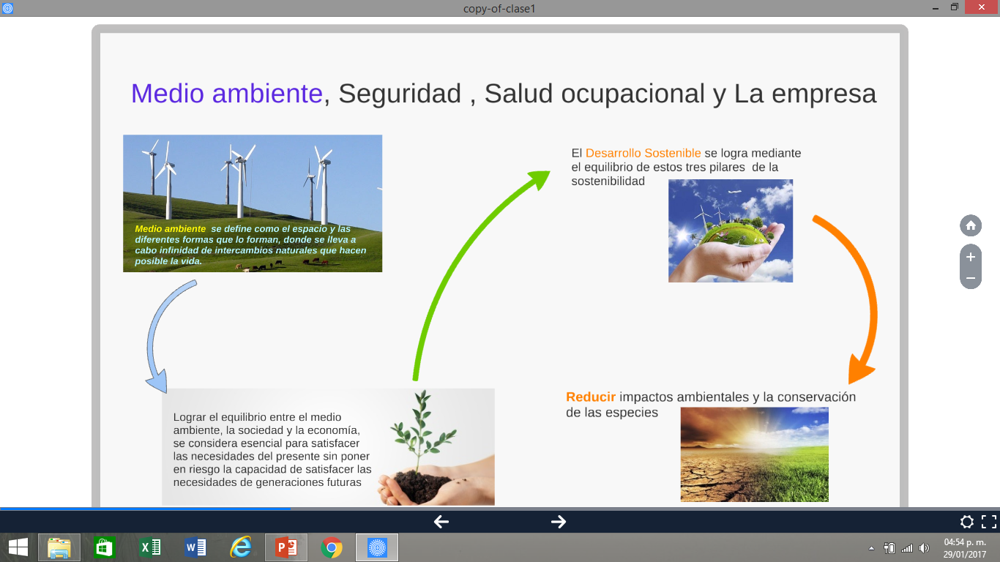 copy-of-clase1
Medio ambiente, Seguridad , Salud ocupacional y La empresa
Medio ambiente se define como el espacio y las
diferentes formas que lo forman, donde se lleva a
cabo infinidad de intercambios naturales que hacen
posible la vida.
Lograr el equilibrio entre el medio
ambiente, la sociedad y la economía,
se considera esencial para satisfacer
las necesidades del presente sin poner
en riesgo la capacidad de satisfacer las
necesidades de generaciones futuras
El Desarrollo Sostenible se logra mediante
el equilibrio de estos tres pilares de la
sostenibilidad
Reducir impactos ambientales y la conservación
de las especies
04:54 p. m.
29/01/2017